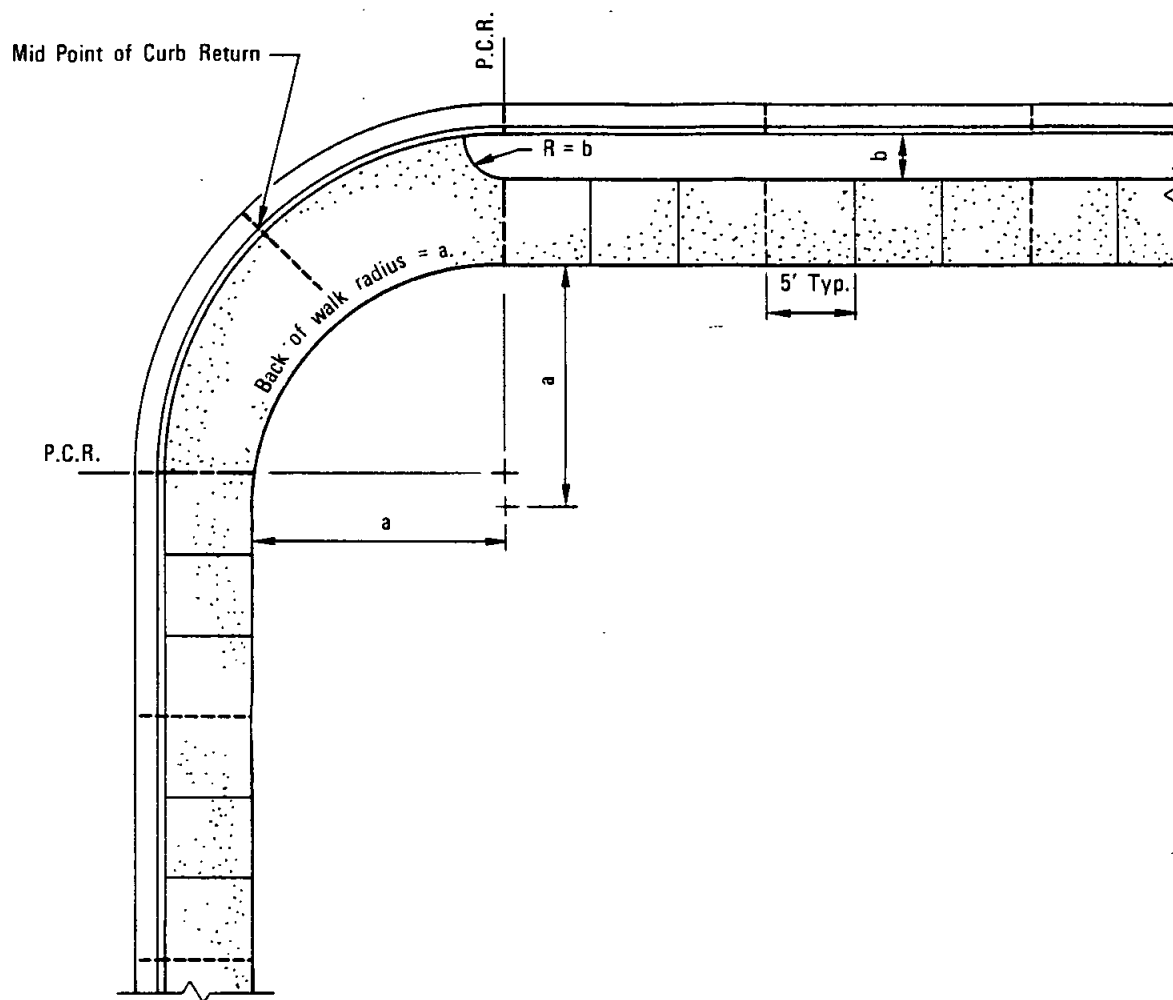 P.C.R.
Mid Point of Curb Return
R = b
b
5' Typ.
Back of walk radius = a.
a
P.C.R.
a